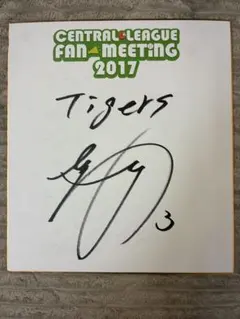 CENTRAL LEAGUE
FAN MEETING
2017
Tigers
3